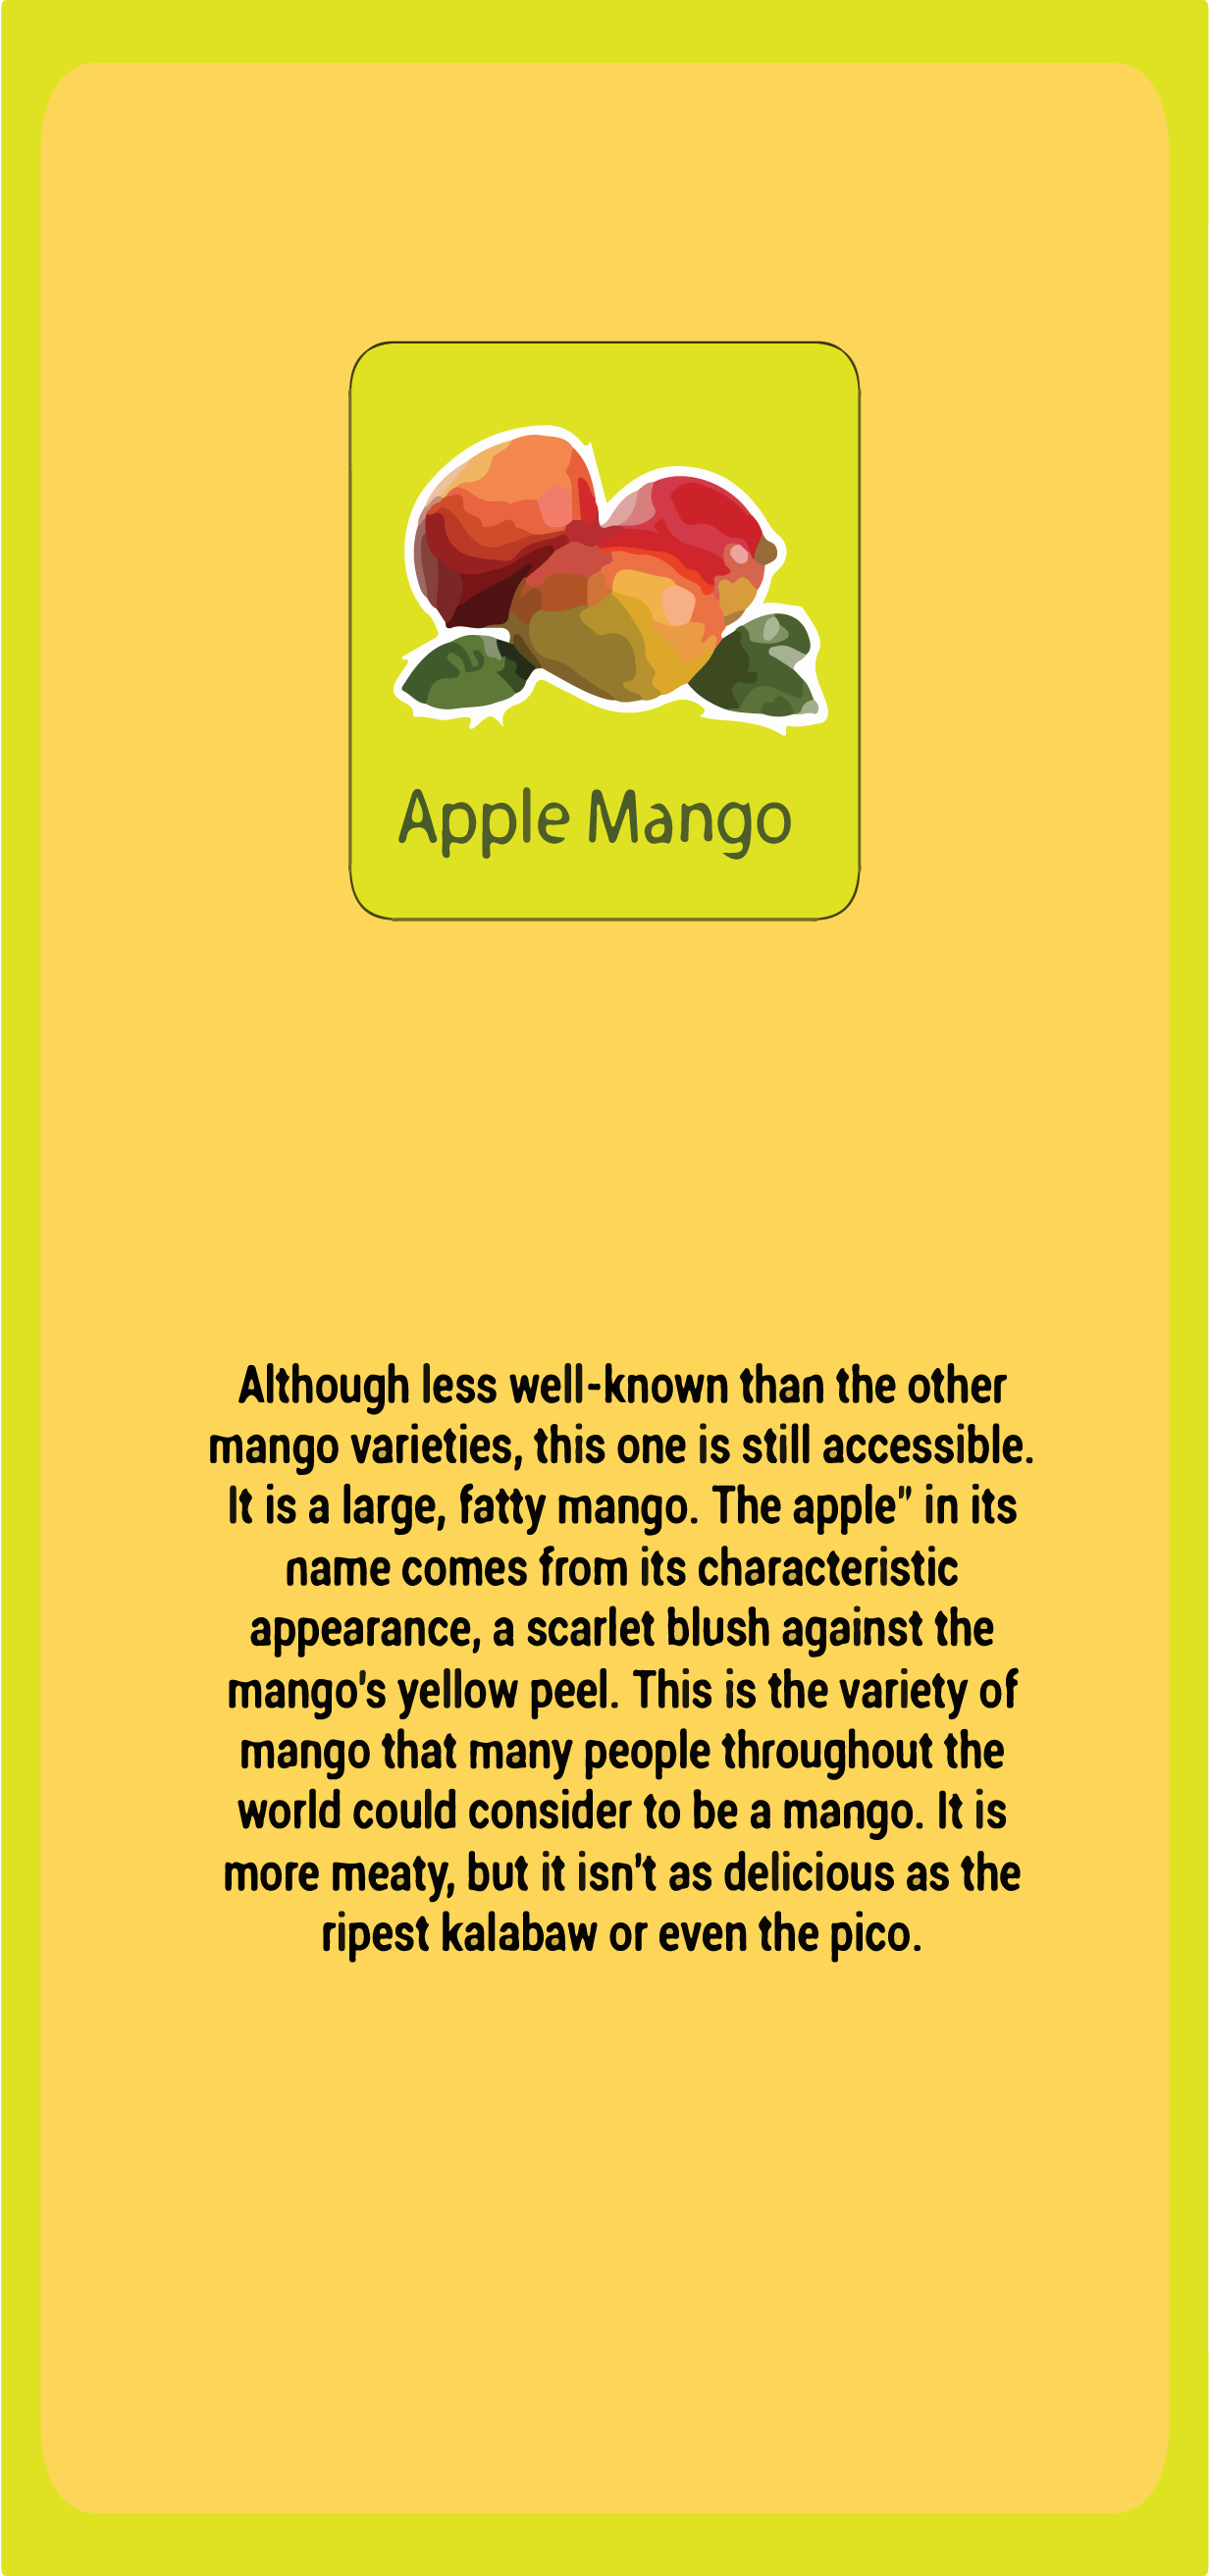 Apple Mango
Although less well-known than the other
mango varieties, this one is still accessible.
It is a large, fatty mango. The apple" in its
name comes from its characteristic
appearance, a scarlet blush against the
mango's yellow peel. This is the variety of
mango that many people throughout the
world could consider to be a mango. It is
more meaty, but it isn't as delicious as the
ripest kalabaw or even the pico.